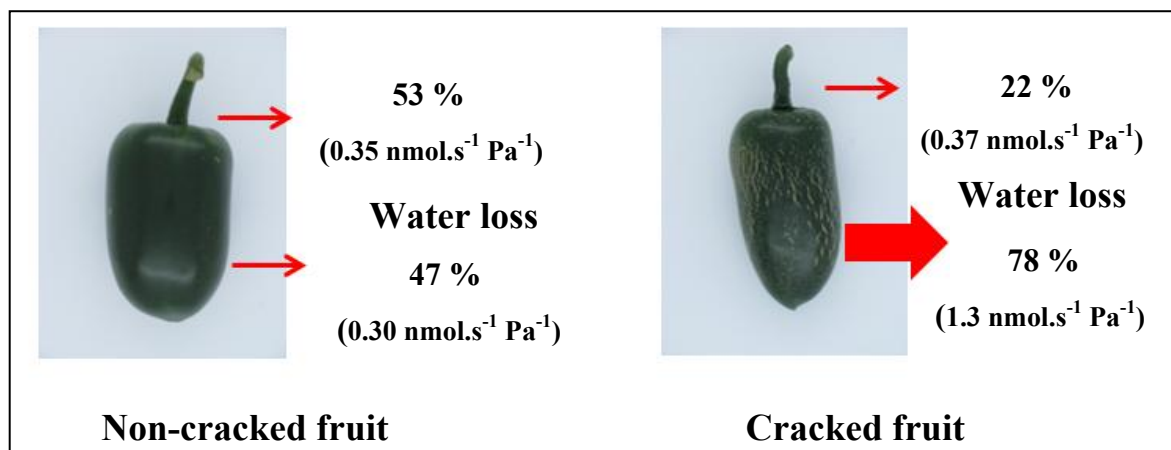 53 %
(0.35 nmol.s⁻¹ Pa⁻¹)
Water loss
47 %
(0.30 nmol.s⁻¹ Pa⁻¹)
Non-cracked fruit
22 %
(0.37 nmol.s⁻¹ Pa⁻¹)
Water loss
78 %
(1.3 nmol.s⁻¹ Pa⁻¹)
Cracked fruit